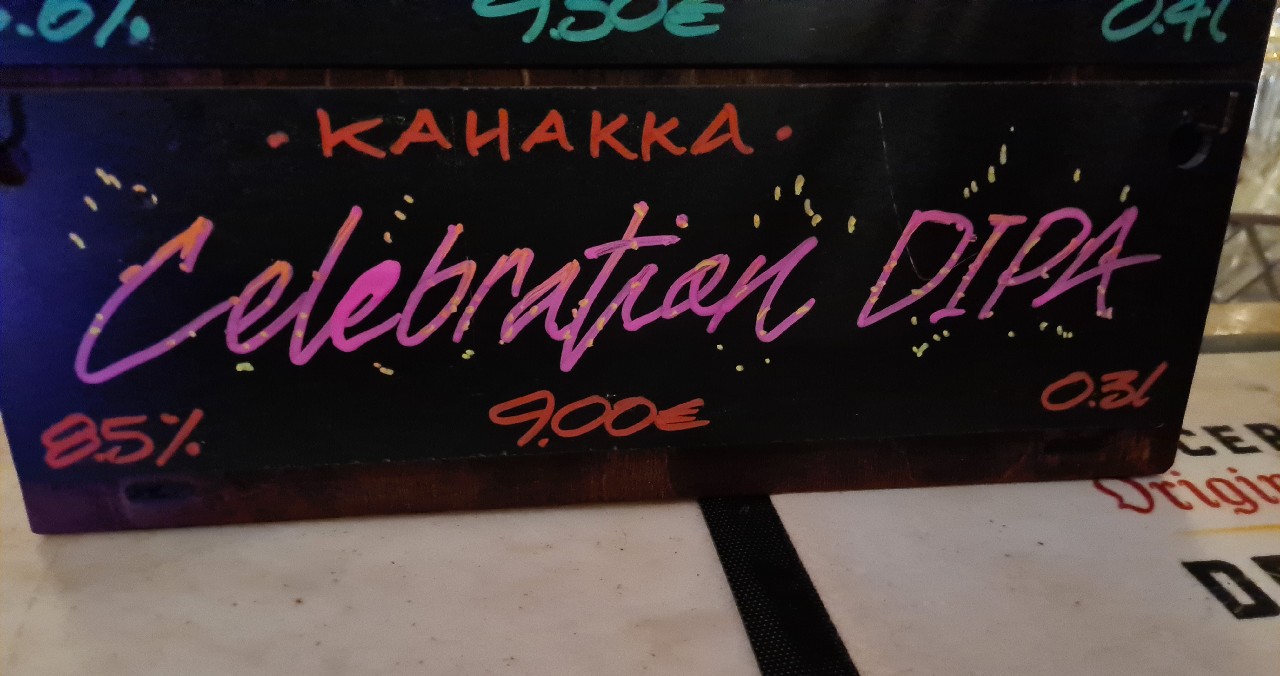 9.50€ 0.4l
• KAHAKKA •
Celebration DIPA
8.5% 9.00€ 0.3l